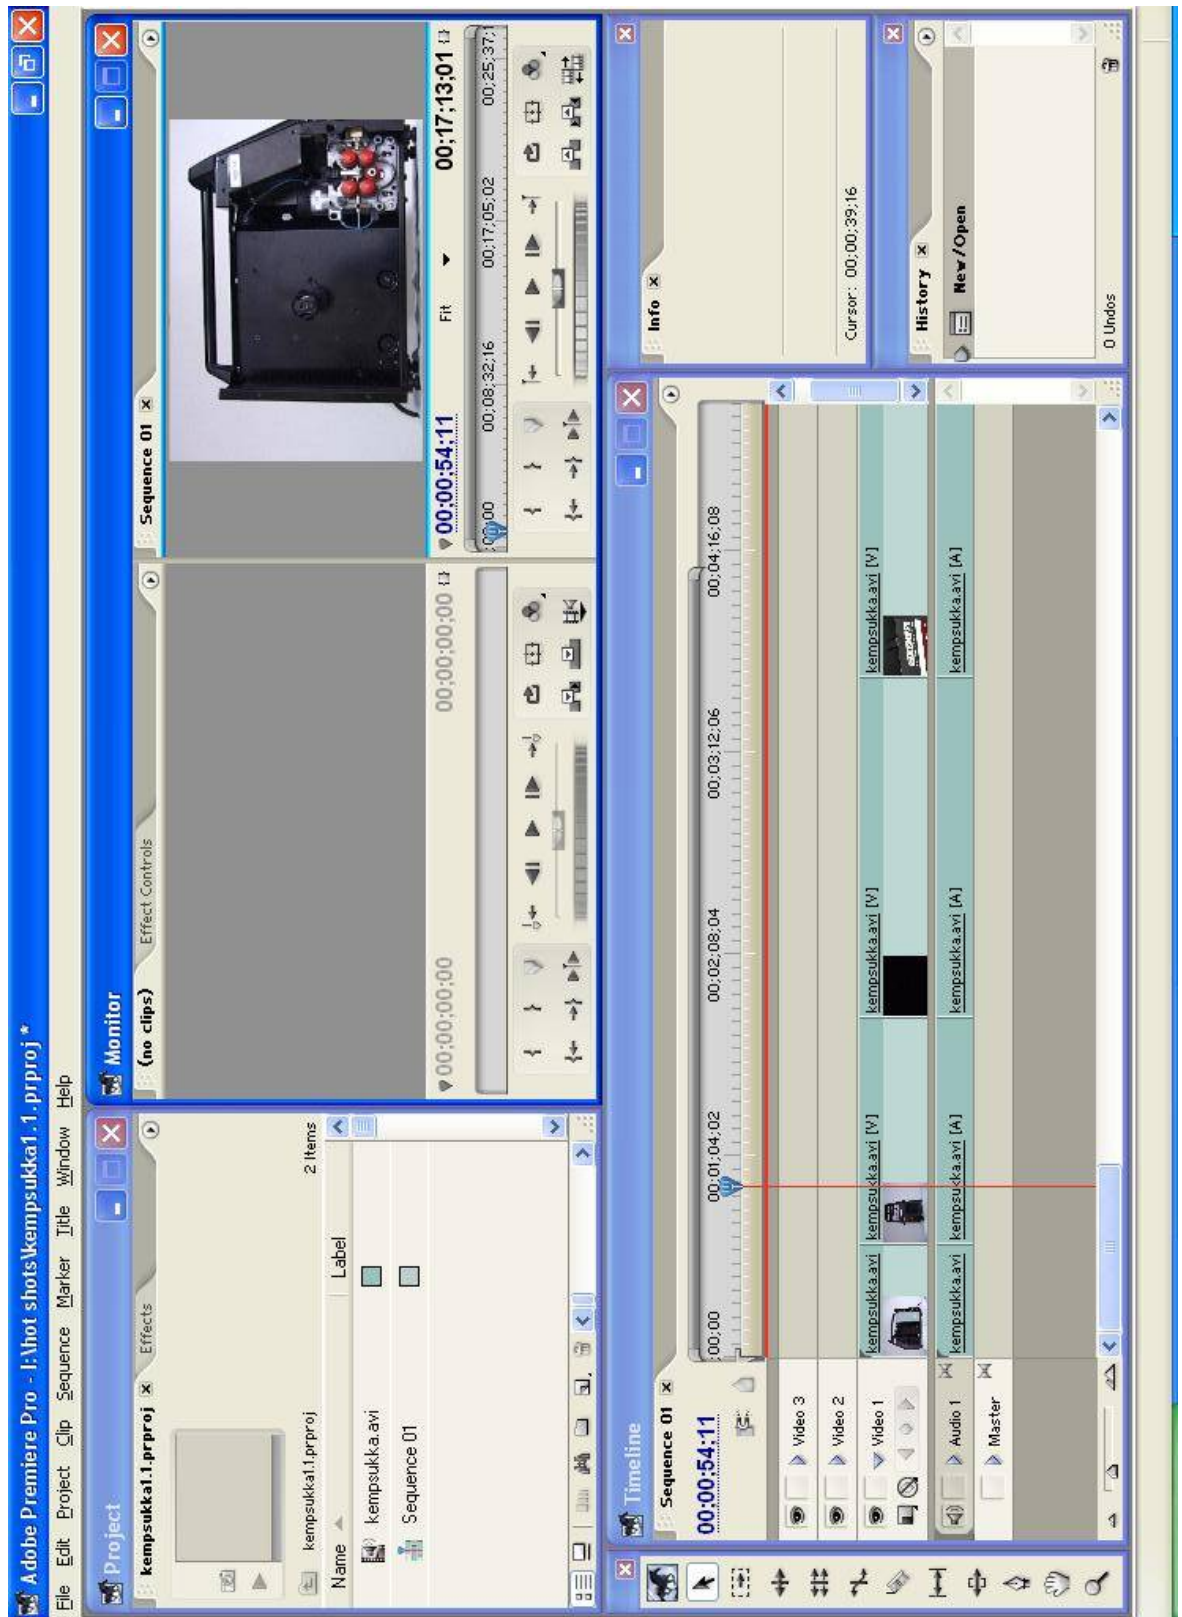 Adobe Premiere Pro - I:\hot shots\kempsukka1.1.prproj *
File Edit Project Clip Sequence Marker Title Window Help
Project
kempsukka1.1.prproj Effects
kempsukka1.1.prproj 2 Items
Name Label
kempsukka.avi
Sequence 01
Monitor
(no clips) Effect Controls
00;00;00;00 00;00;00;00
Sequence 01
00;00;54;11 Fit 00;17;13;01
;00;00 00;08;32;16 00;17;05;02 00;25;37;1
Timeline
Sequence 01
00;00;54;11
;00;00 00;01;04;02 00;02;08;04 00;03;12;06 00;04;16;08
Video 3
Video 2
Video 1
kempsukka.avi kempsukka.avi [V] kempsukka.avi [V] kempsukka.avi [V]
Audio 1
kempsukka.avi kempsukka.avi [A] kempsukka.avi [A] kempsukka.avi [A]
Master
Info
Cursor: 00;00;39;16
History
New/Open
0 Undos